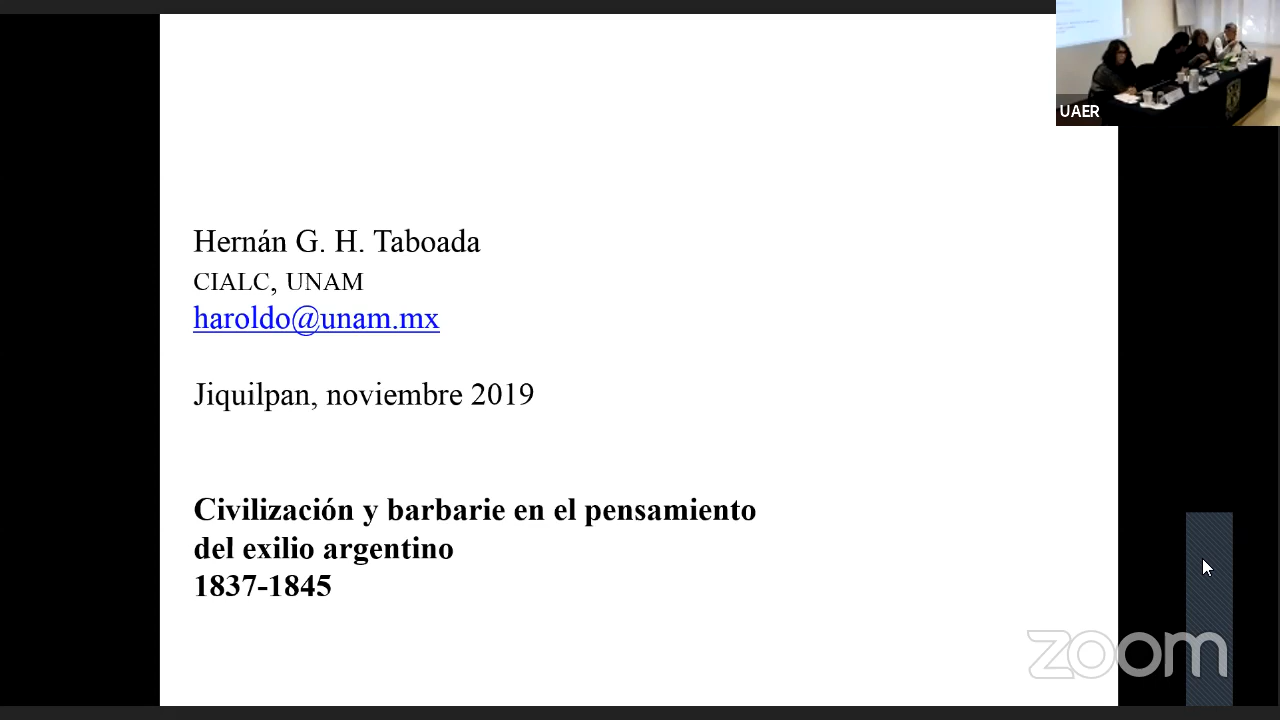 Hernán G. H. Taboada
CIALC, UNAM
haroldo@unam.mx
Jiquilpan, noviembre 2019
Civilización y barbarie en el pensamiento
del exilio argentino
1837-1845
UAER
zoom